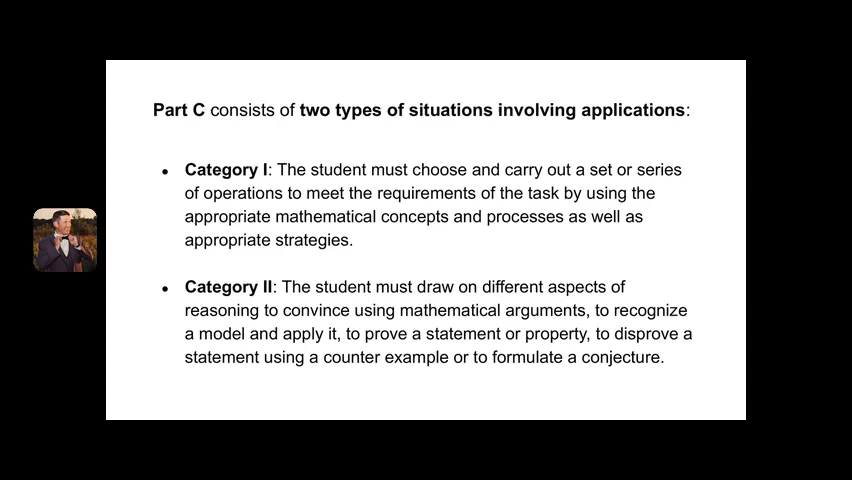 Part C consists of two types of situations involving applications:
• Category I: The student must choose and carry out a set or series
of operations to meet the requirements of the task by using the
appropriate mathematical concepts and processes as well as
appropriate strategies.
• Category II: The student must draw on different aspects of
reasoning to convince using mathematical arguments, to recognize
a model and apply it, to prove a statement or property, to disprove a
statement using a counter example or to formulate a conjecture.